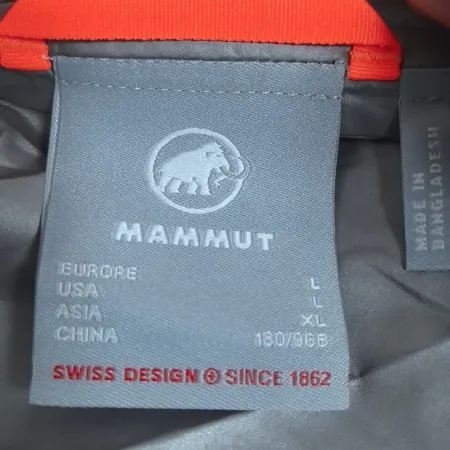 MAMMUT
EUROPE L
USA L
ASIA XL
CHINA 180/96B
SWISS DESIGN SINCE 1862
MADE IN
BANGLADESH